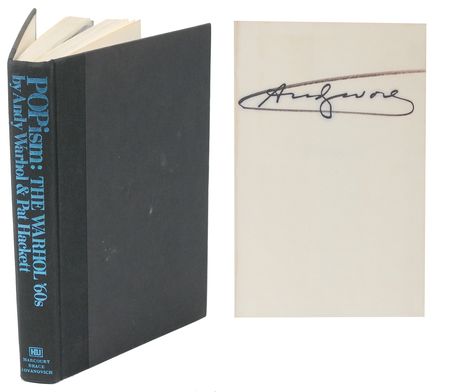 POPism: THE WARHOL '60s
by Andy Warhol & Pat Hackett
HBJ
HARCOURT
BRACE
JOVANOVICH